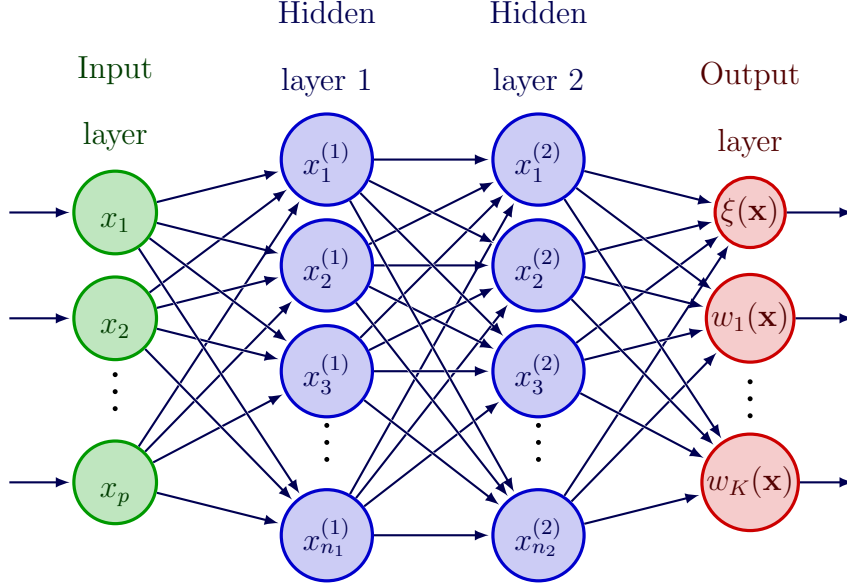 Input
layer
Hidden
layer 1
Hidden
layer 2
Output
layer
x_1
x_2
⋮
x_p
x_1^{(1)}
x_2^{(1)}
x_3^{(1)}
⋮
x_{n_1}^{(1)}
x_1^{(2)}
x_2^{(2)}
x_3^{(2)}
⋮
x_{n_2}^{(2)}
ξ(𝐱)
w_1(𝐱)
⋮
w_K(𝐱)